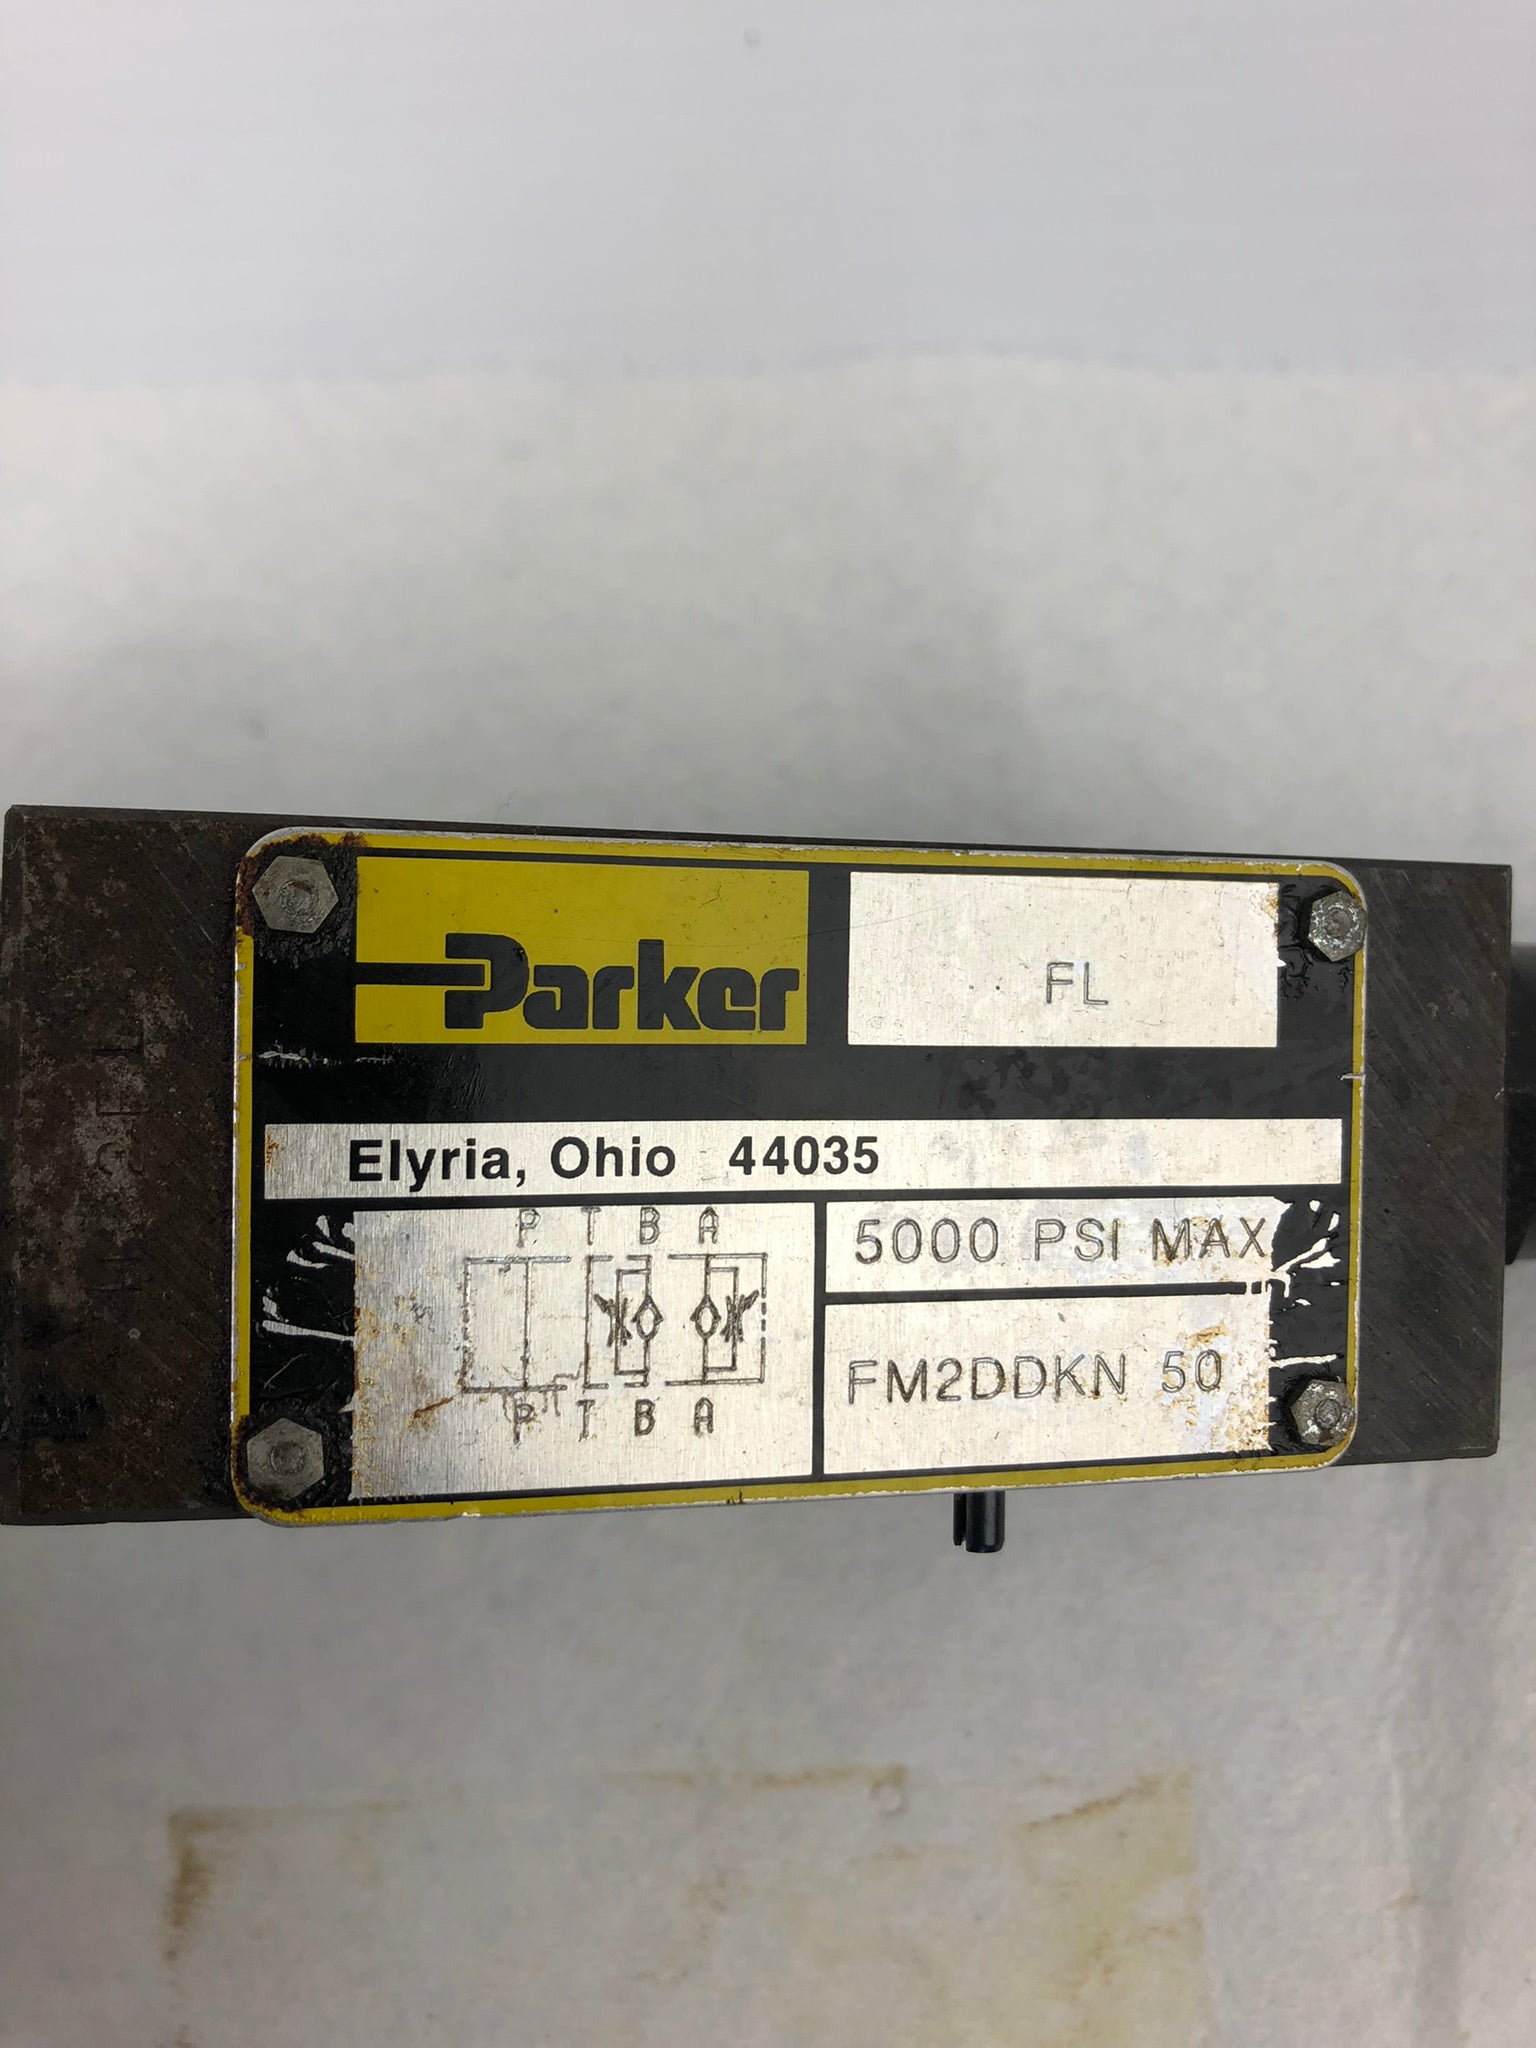 Parker
FL
Elyria, Ohio 44035
P T B A
5000 PSI MAX
FM2DDKN 50
P T B A